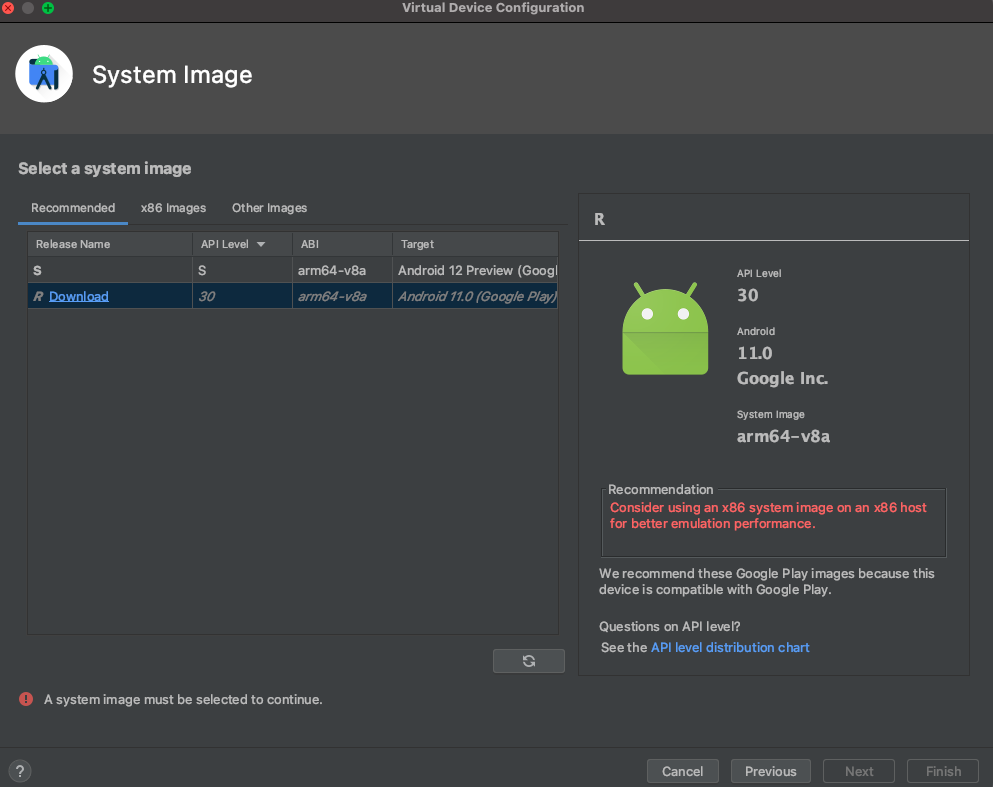 Virtual Device Configuration
System Image
Select a system image
Recommended x86 Images Other Images
Release Name API Level ABI Target
S S arm64-v8a Android 12 Preview (Googl
R Download 30 arm64-v8a Android 11.0 (Google Play)
R
API Level
30
Android
11.0
Google Inc.
System Image
arm64-v8a
Recommendation
Consider using an x86 system image on an x86 host
for better emulation performance.
We recommend these Google Play images because this
device is compatible with Google Play.
Questions on API level?
See the API level distribution chart
! A system image must be selected to continue.
? Cancel Previous Next Finish